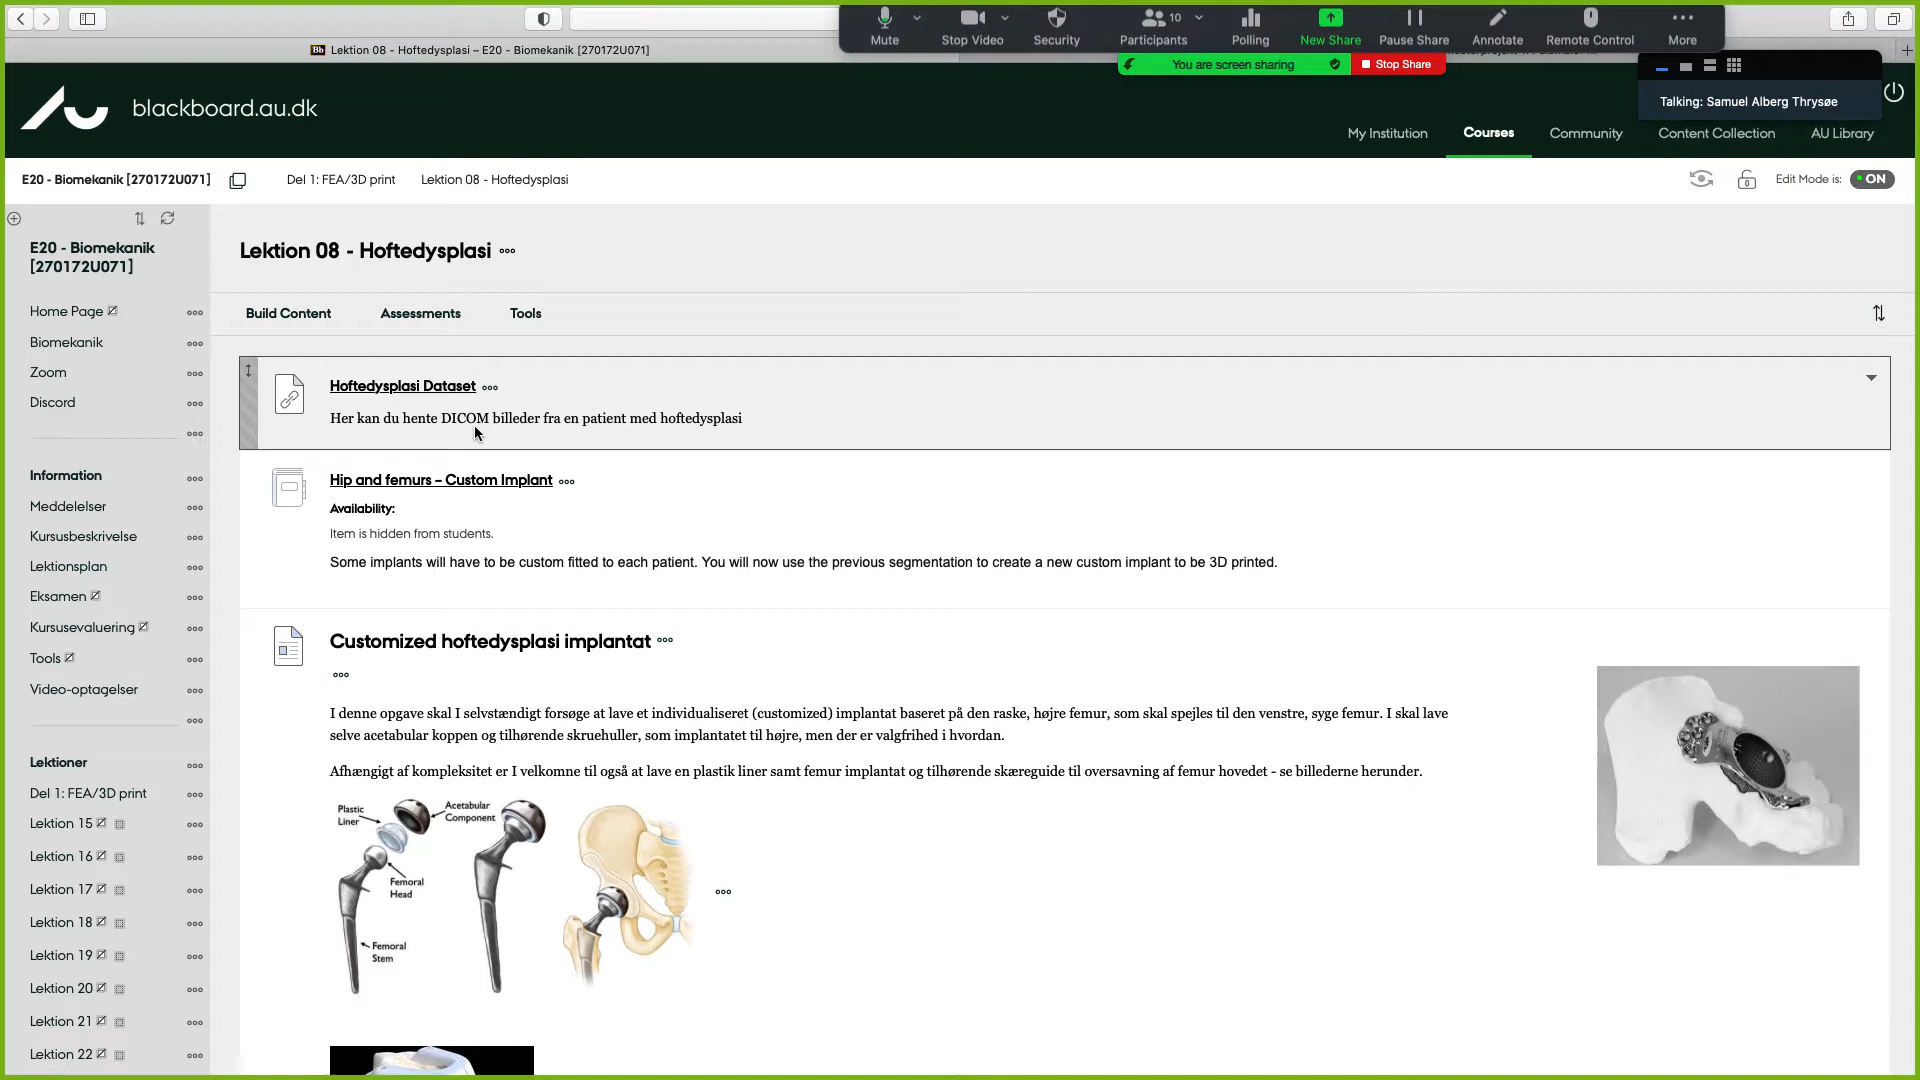 10
Mute
Stop Video
Security
Participants
Polling
New Share
Pause Share
Annotate
Remote Control
More
Lektion 08 - Hoftedysplasi – E20 - Biomekanik [270172U071]
You are screen sharing
Stop Share
Talking: Samuel Alberg Thrysøe
blackboard.au.dk
My Institution
Courses
Community
Content Collection
AU Library
E20 - Biomekanik [270172U071]
Del 1: FEA/3D print
Lektion 08 - Hoftedysplasi
Edit Mode is:
ON
E20 - Biomekanik
[270172U071]
Home Page
Biomekanik
Zoom
Discord
Information
Meddelelser
Kursusbeskrivelse
Lektionsplan
Eksamen
Kursusevaluering
Tools
Video-optagelser
Lektioner
Del 1: FEA/3D print
Lektion 15
Lektion 16
Lektion 17
Lektion 18
Lektion 19
Lektion 20
Lektion 21
Lektion 22
Lektion 08 - Hoftedysplasi
Build Content
Assessments
Tools
Hoftedysplasi Dataset
Her kan du hente DICOM billeder fra en patient med hoftedysplasi
Hip and femurs - Custom Implant
Availability:
Item is hidden from students.
Some implants will have to be custom fitted to each patient. You will now use the previous segmentation to create a new custom implant to be 3D printed.
Customized hoftedysplasi implantat
I denne opgave skal I selvstændigt forsøge at lave et individualiseret (customized) implantat baseret på den raske, højre femur, som skal spejles til den venstre, syge femur. I skal lave
selve acetabular koppen og tilhørende skruehuller, som implantatet til højre, men der er valgfrihed i hvordan.
Afhængigt af kompleksitet er I velkomne til også at lave en plastik liner samt femur implantat og tilhørende skæreguide til oversavning af femur hovedet - se billederne herunder.
Plastic
Liner
Acetabular
Component
Femoral
Head
Femoral
Stem